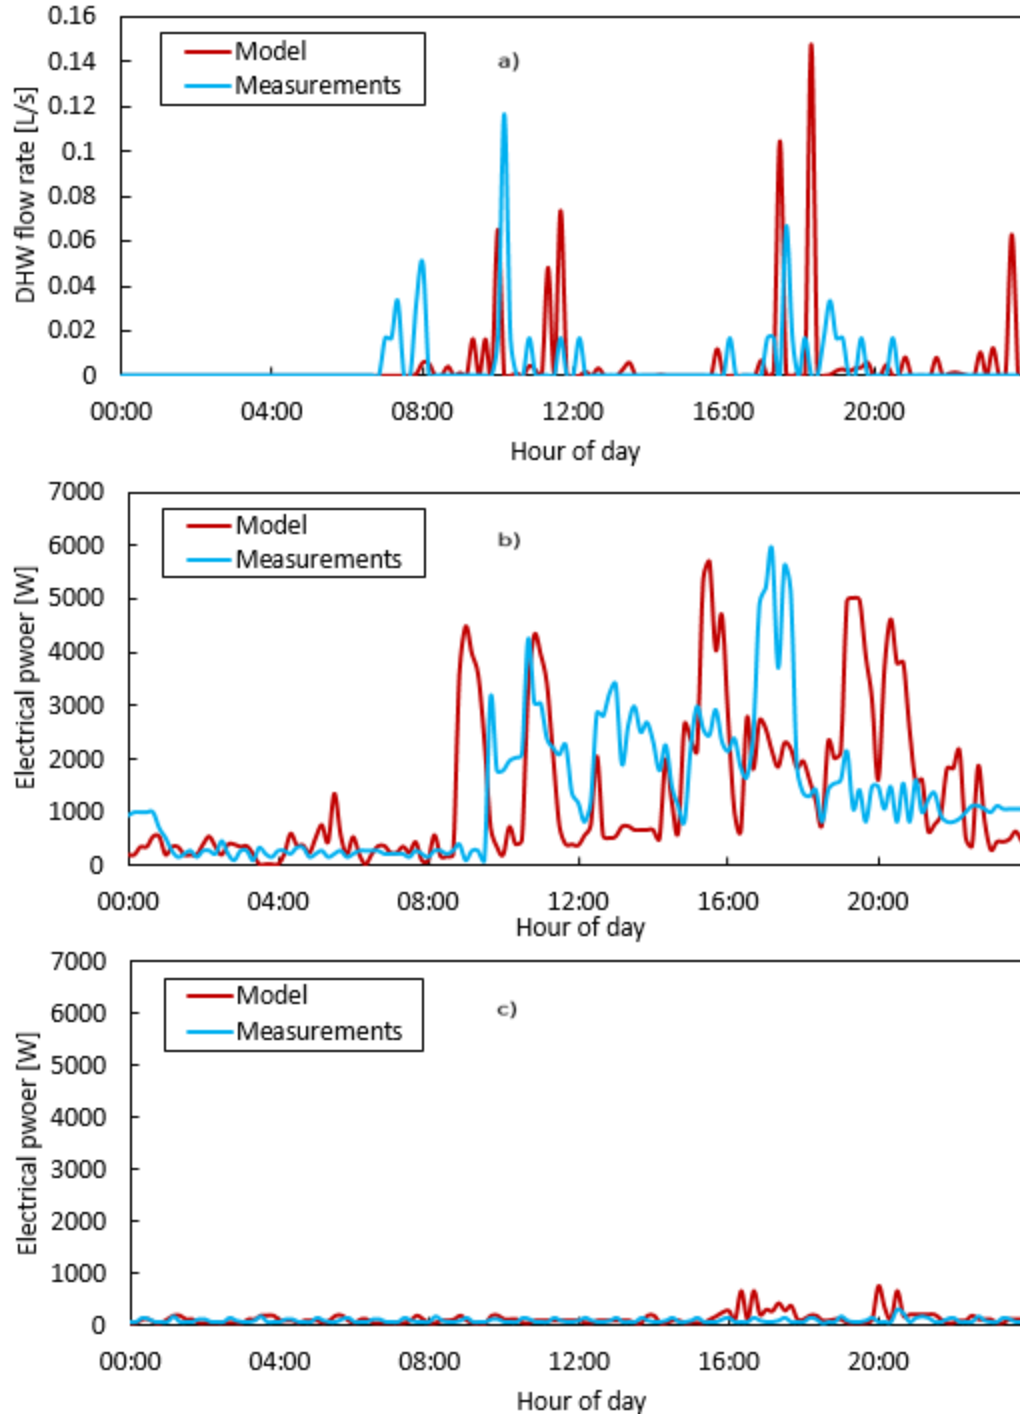 0.16
0.14
0.12
0.1
0.08
0.06
0.04
0.02
0
DHW flow rate [L/s]
Model
Measurements
a)
00:00 04:00 08:00 12:00 16:00 20:00
Hour of day
7000
6000
5000
4000
3000
2000
1000
0
Electrical pwoer [W]
Model
Measurements
b)
00:00 04:00 08:00 12:00 16:00 20:00
Hour of day
7000
6000
5000
4000
3000
2000
1000
0
Electrical pwoer [W]
Model
Measurements
c)
00:00 04:00 08:00 12:00 16:00 20:00
Hour of day